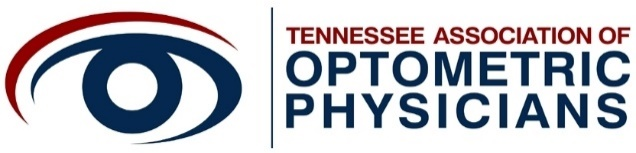 TENNESSEE ASSOCIATION OF
OPTOMETRIC
PHYSICIANS